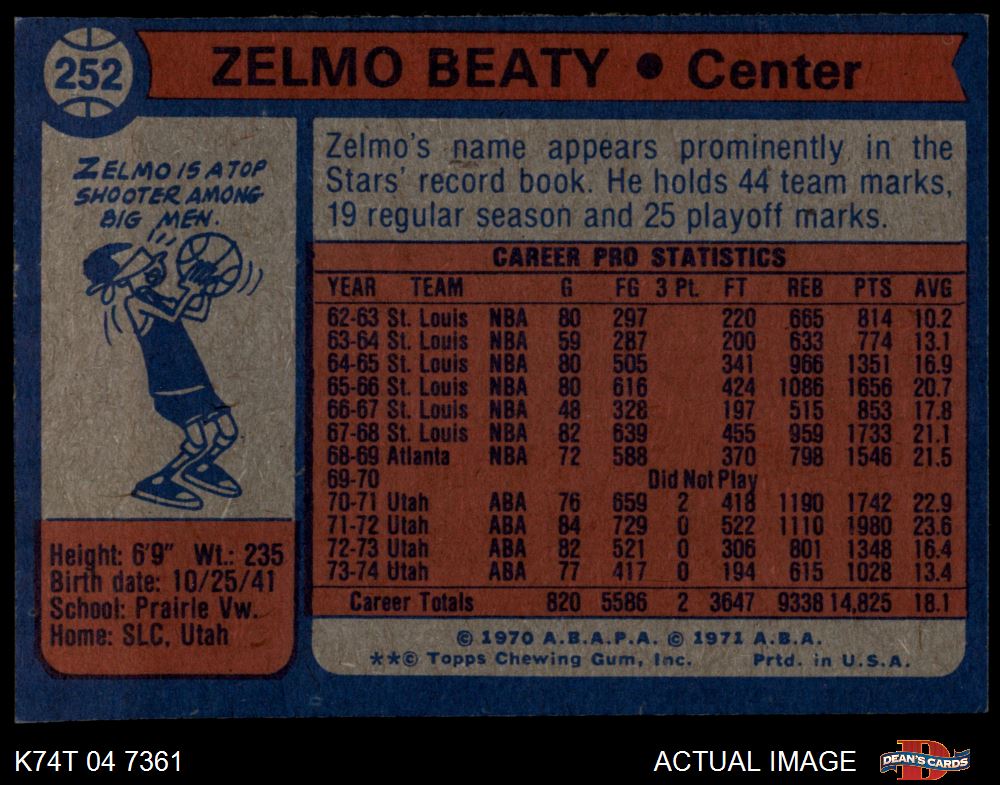 252
ZELMO BEATY • Center
ZELMO IS A TOP
SHOOTER AMONG
BIG MEN.
Zelmo's name appears prominently in the
Stars' record book. He holds 44 team marks,
19 regular season and 25 playoff marks.
CAREER PRO STATISTICS
YEAR TEAM G FG 3 Pt. FT REB PTS AVG
62-63 St. Louis NBA 80 297 220 665 814 10.2
63-64 St. Louis NBA 59 287 200 633 774 13.1
64-65 St. Louis NBA 80 505 341 966 1351 16.9
65-66 St. Louis NBA 80 616 424 1086 1656 20.7
66-67 St. Louis NBA 48 328 197 515 853 17.8
67-68 St. Louis NBA 82 639 455 959 1733 21.1
68-69 Atlanta NBA 72 588 370 798 1546 21.5
69-70 Did Not Play
70-71 Utah ABA 76 659 2 418 1190 1742 22.9
71-72 Utah ABA 84 729 0 522 1110 1980 23.6
72-73 Utah ABA 82 521 0 306 801 1348 16.4
73-74 Utah ABA 77 417 0 194 615 1028 13.4
Career Totals 820 5586 2 3647 9338 14,825 18.1
Height: 6'9" Wt.: 235
Birth date: 10/25/41
School: Prairie Vw.
Home: SLC, Utah
© 1970 A.B.A.P.A. © 1971 A.B.A.
**© Topps Chewing Gum, Inc. Prtd. in U.S.A.
K74T 04 7361 ACTUAL IMAGE DEAN'S CARDS